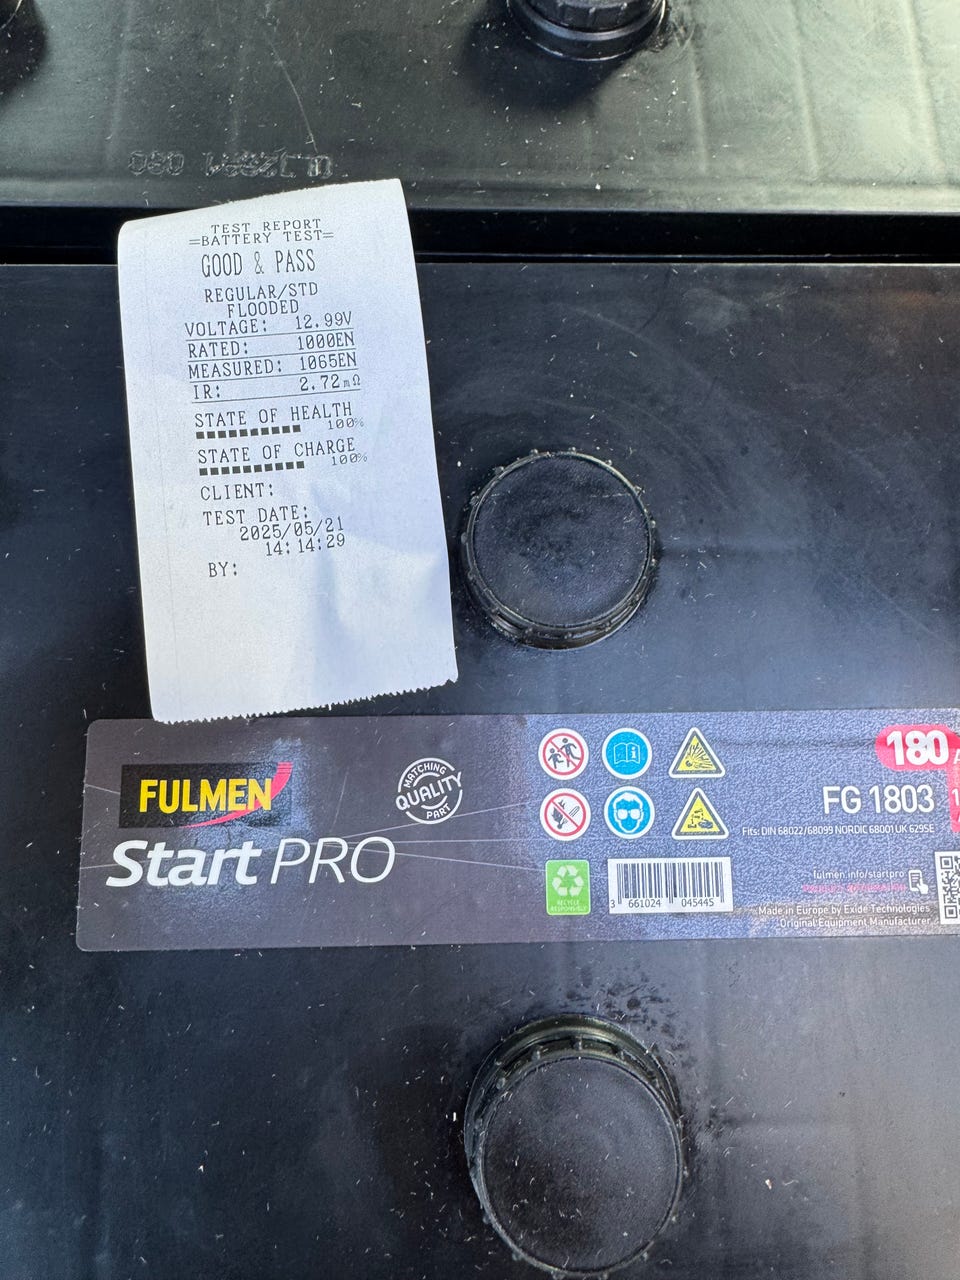 TEST REPORT
=BATTERY TEST=
GOOD & PASS
REGULAR/STD
FLOODED
VOLTAGE: 12.99V
RATED: 1000EN
MEASURED: 1065EN
IR: 2.72mΩ
STATE OF HEALTH
100%
STATE OF CHARGE
100%
CLIENT:
TEST DATE:
2025/05/21
14:14:29
BY:
FULMEN
Start PRO
MATCHING
QUALITY
PART
180
FG 1803
Fits: DIN 68022/68099 NORDIC 68001 UK 629SE
fulmen.info/startpro
RECYCLE
RESPONSIBLY
3 661024 045445
Made in Europe by Exide Technologies,
Original Equipment Manufacturer